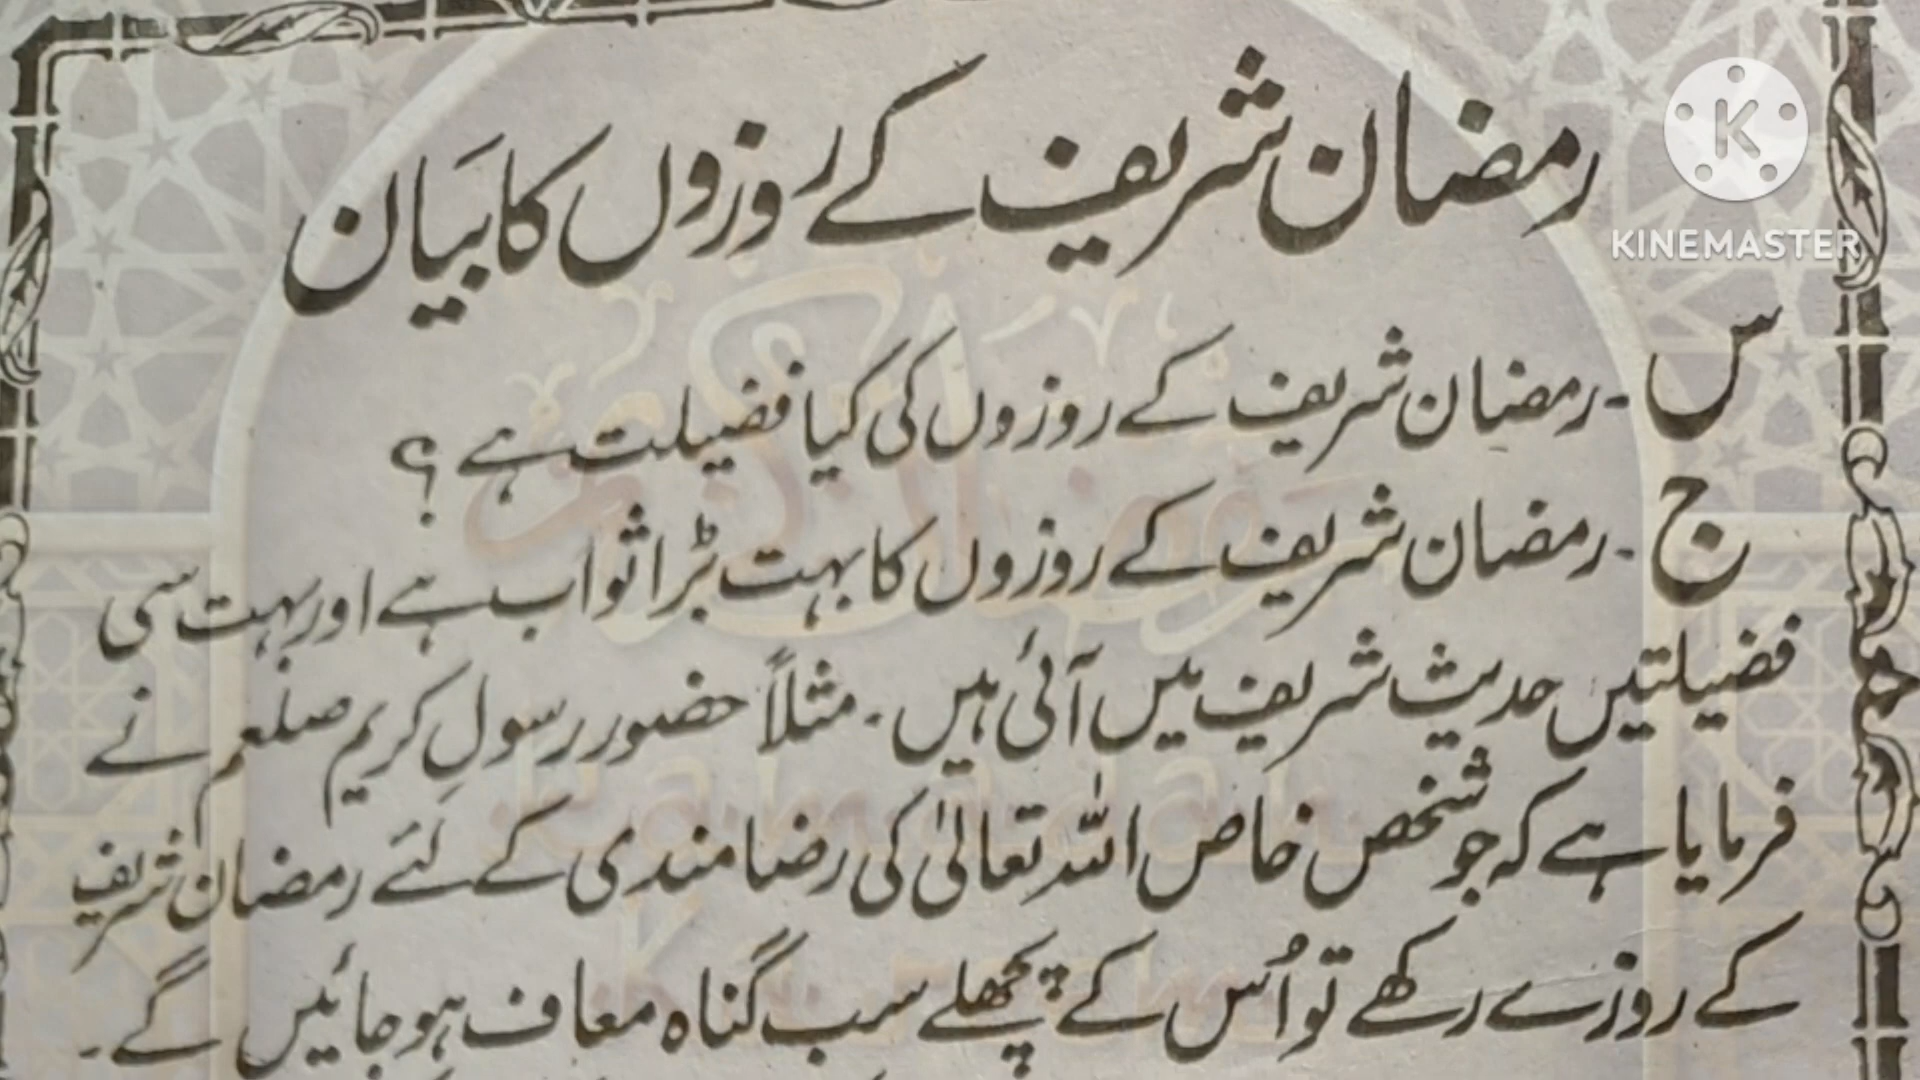 رمضان شریف کے روزوں کا بَیان
KINEMASTER
س ۔ رمضان شریف کے روزوں کی کیا فضیلت ہے ؟
ج ۔ رمضان شریف کے روزوں کا بہت بڑا ثواب ہے اور بہت سی
فضیلتیں حدیث شریف میں آئی ہیں ۔ مثلاً حضور رسولِ کریم صلعم نے
فرمایا ہے کہ جو شخص خاص اللہ تعالیٰ کی رضا مندی کے لئے رمضان شریف
کے روزے رکھے تو اُس کے پچھلے سب گناہ معاف ہو جائیں گے ۔